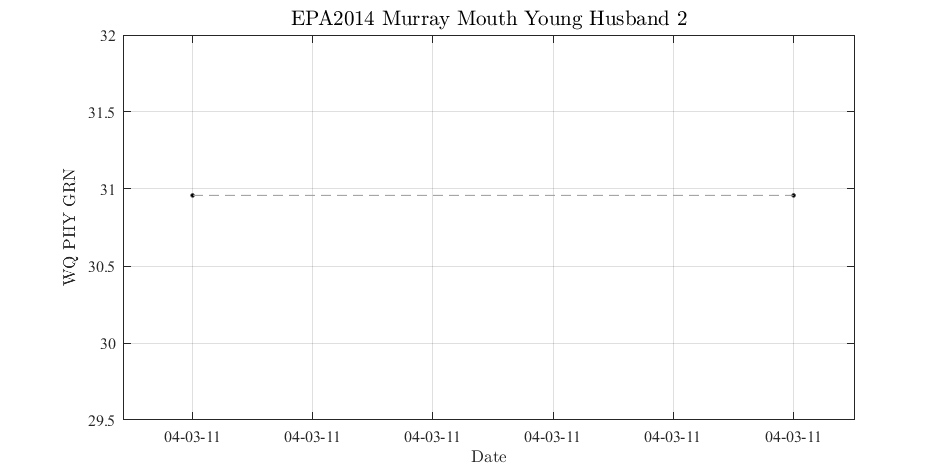 EPA2014 Murray Mouth Young Husband 2
32
31.5
31
30.5
30
29.5
WQ PHY GRN
04-03-11 04-03-11 04-03-11 04-03-11 04-03-11 04-03-11
Date